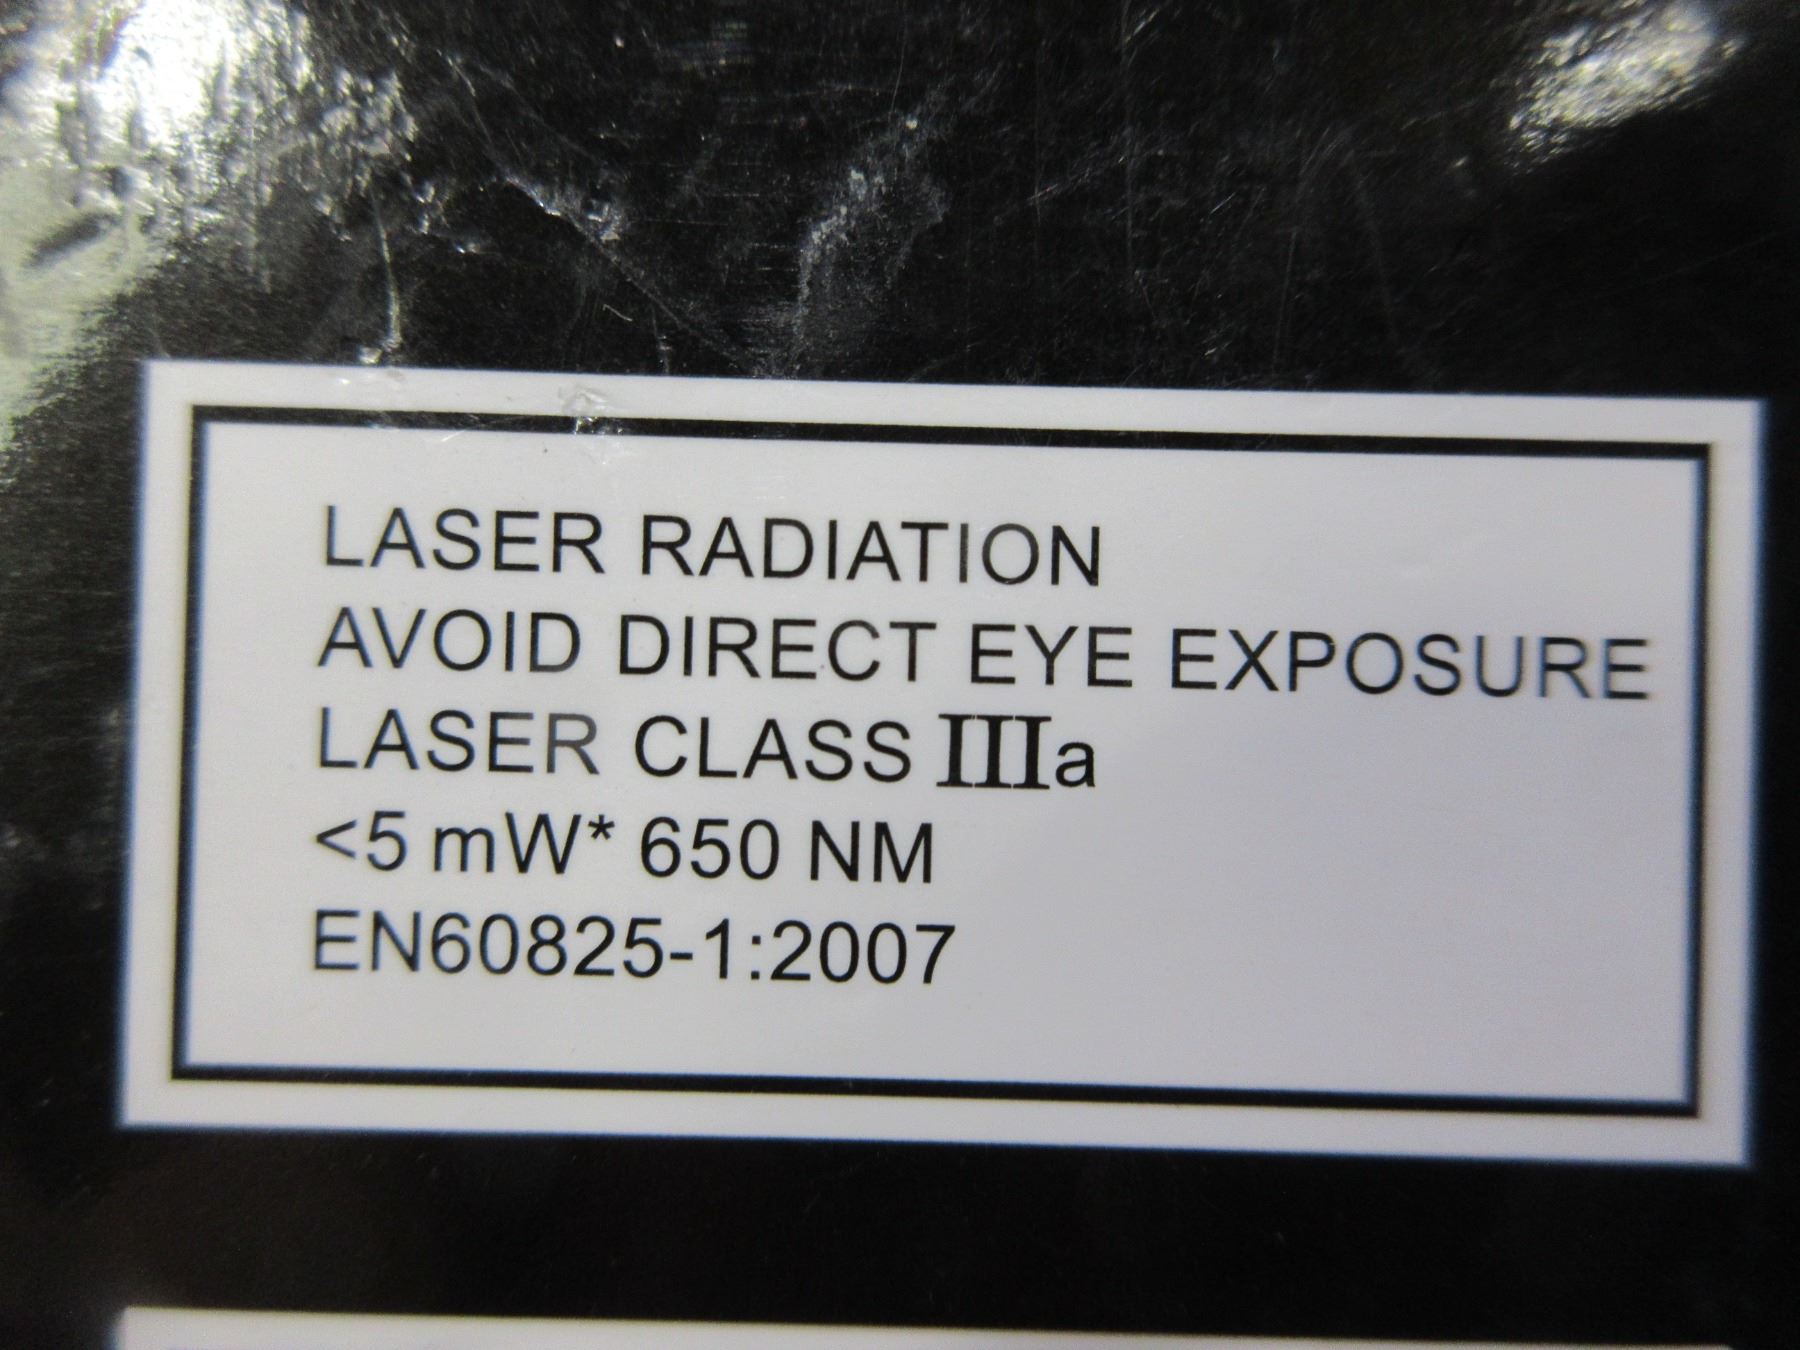 LASER RADIATION
AVOID DIRECT EYE EXPOSURE
LASER CLASS IIIa
<5 mW* 650 NM
EN60825-1:2007